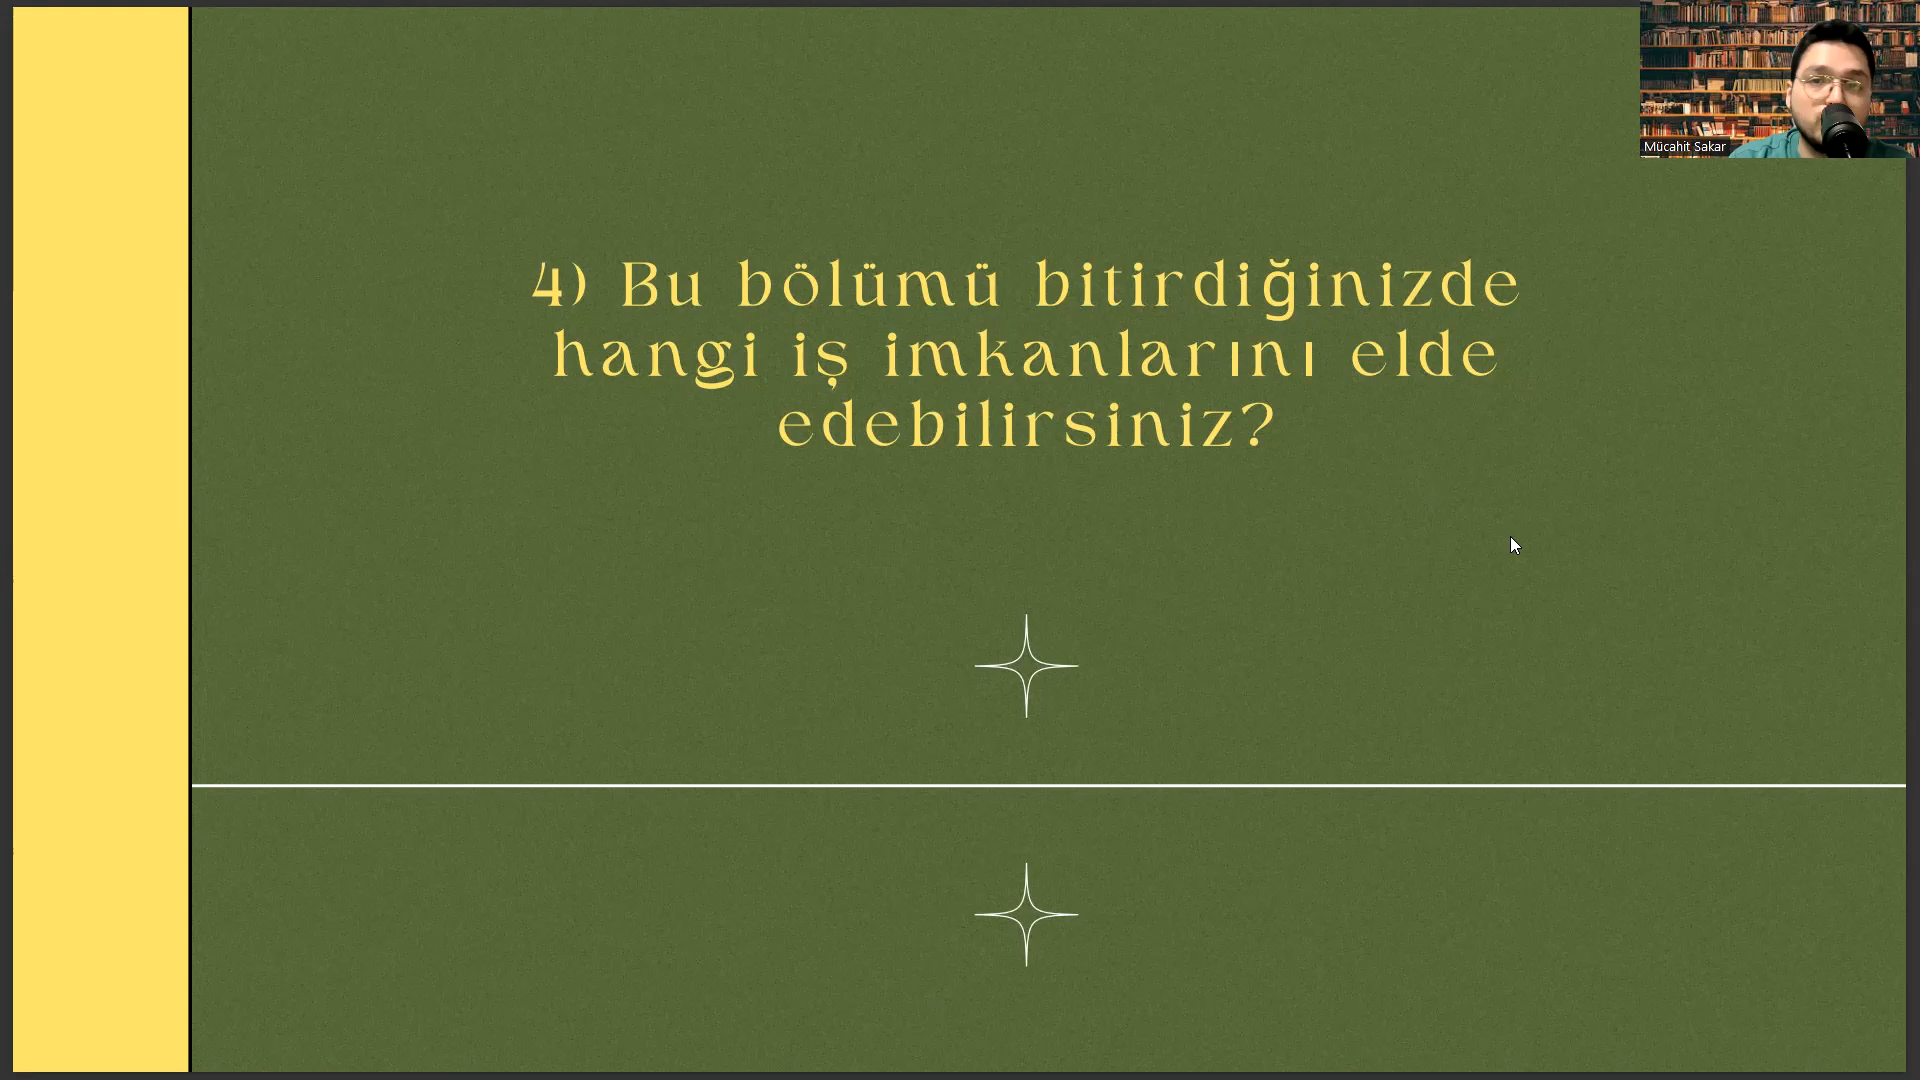 4) Bu bölümü bitirdiğinizde
hangi iş imkanlarını elde
edebilirsiniz?
Mücahit Sakar